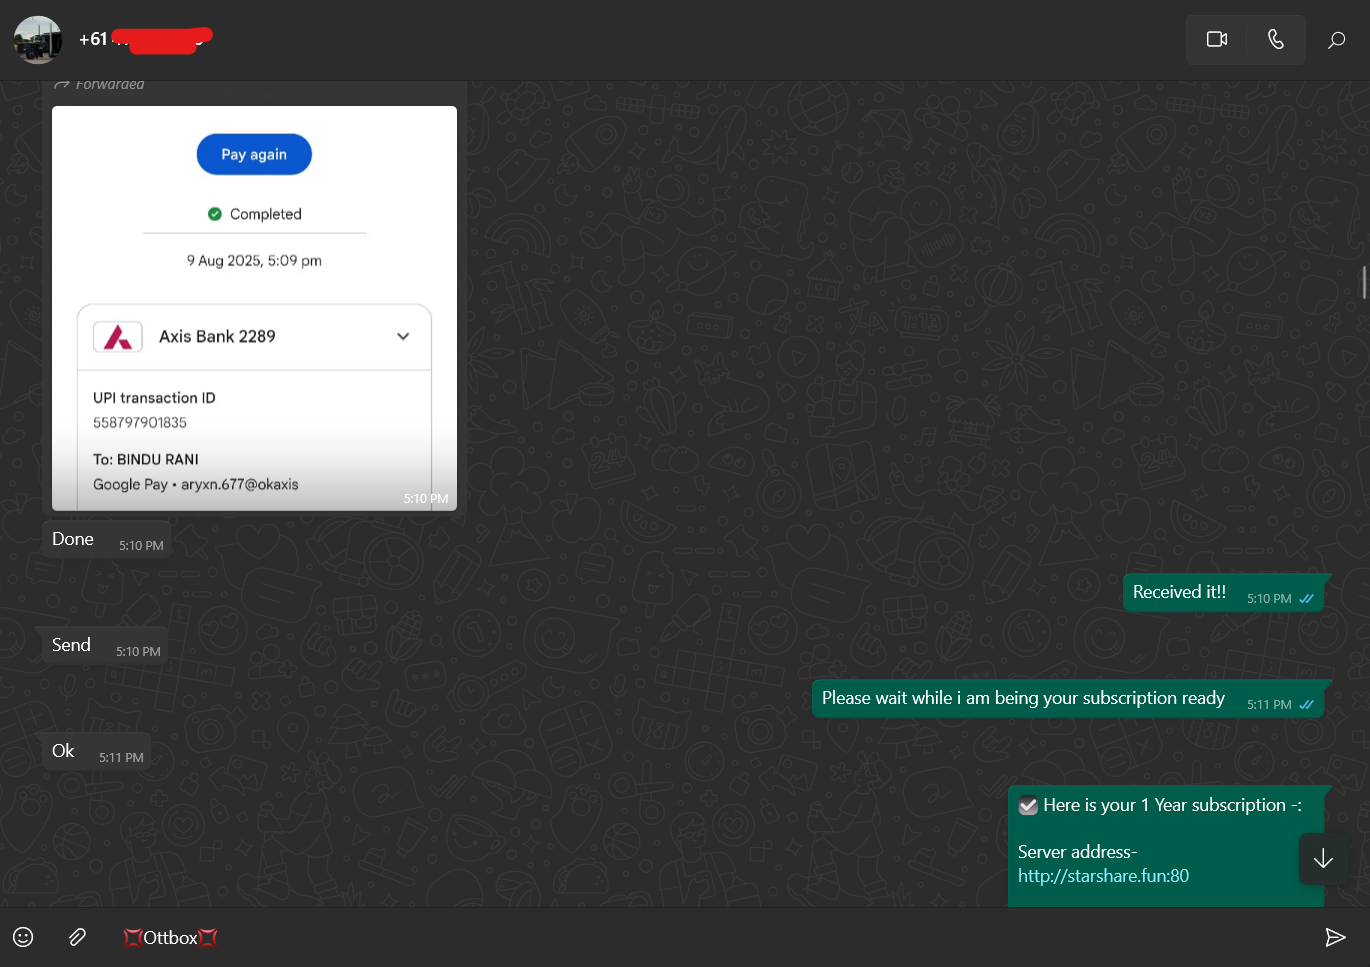 +61
Forwarded
Pay again
Completed
9 Aug 2025, 5:09 pm
Axis Bank 2289
UPI transaction ID
558797901835
To: BINDU RANI
Google Pay • aryxn.677@okaxis
5:10 PM
Done 5:10 PM
Received it!! 5:10 PM
Send 5:10 PM
Please wait while i am being your subscription ready 5:11 PM
Ok 5:11 PM
Here is your 1 Year subscription -:
Server address-
http://starshare.fun:80
💢Ottbox💢